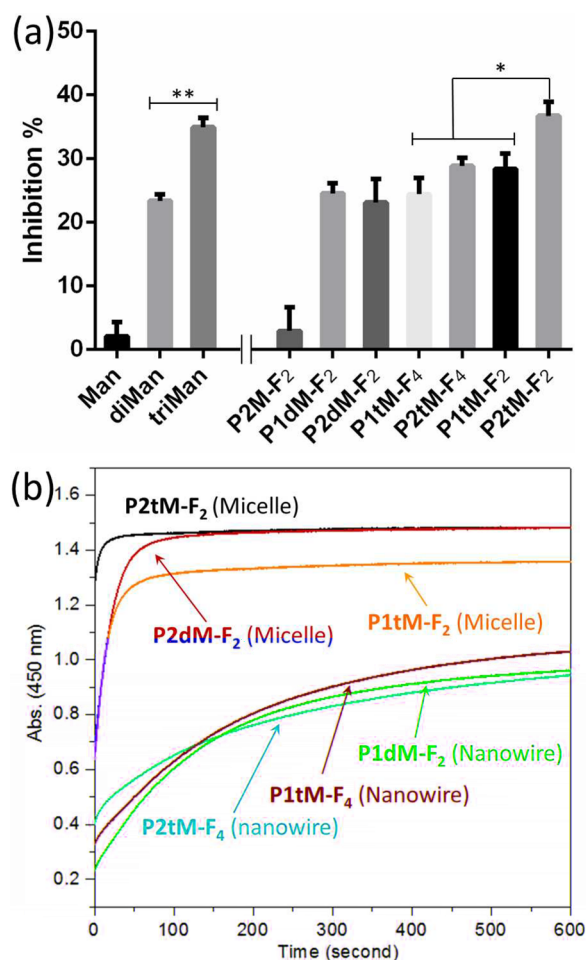 (a)
50
40
30
20
10
0
Inhibition %
**
*
Man
diMan
triMan
P2M-F₂
P1dM-F₂
P2dM-F₂
P1tM-F₄
P2tM-F₄
P1tM-F₂
P2tM-F₂
(b)
1.6
1.4
1.2
1.0
0.8
0.6
0.4
0.2
Abs. (450 nm)
P2tM-F₂ (Micelle)
P2dM-F₂ (Micelle)
P1tM-F₂ (Micelle)
P1dM-F₂ (Nanowire)
P1tM-F₄ (Nanowire)
P2tM-F₄ (nanowire)
0 100 200 300 400 500 600
Time (second)